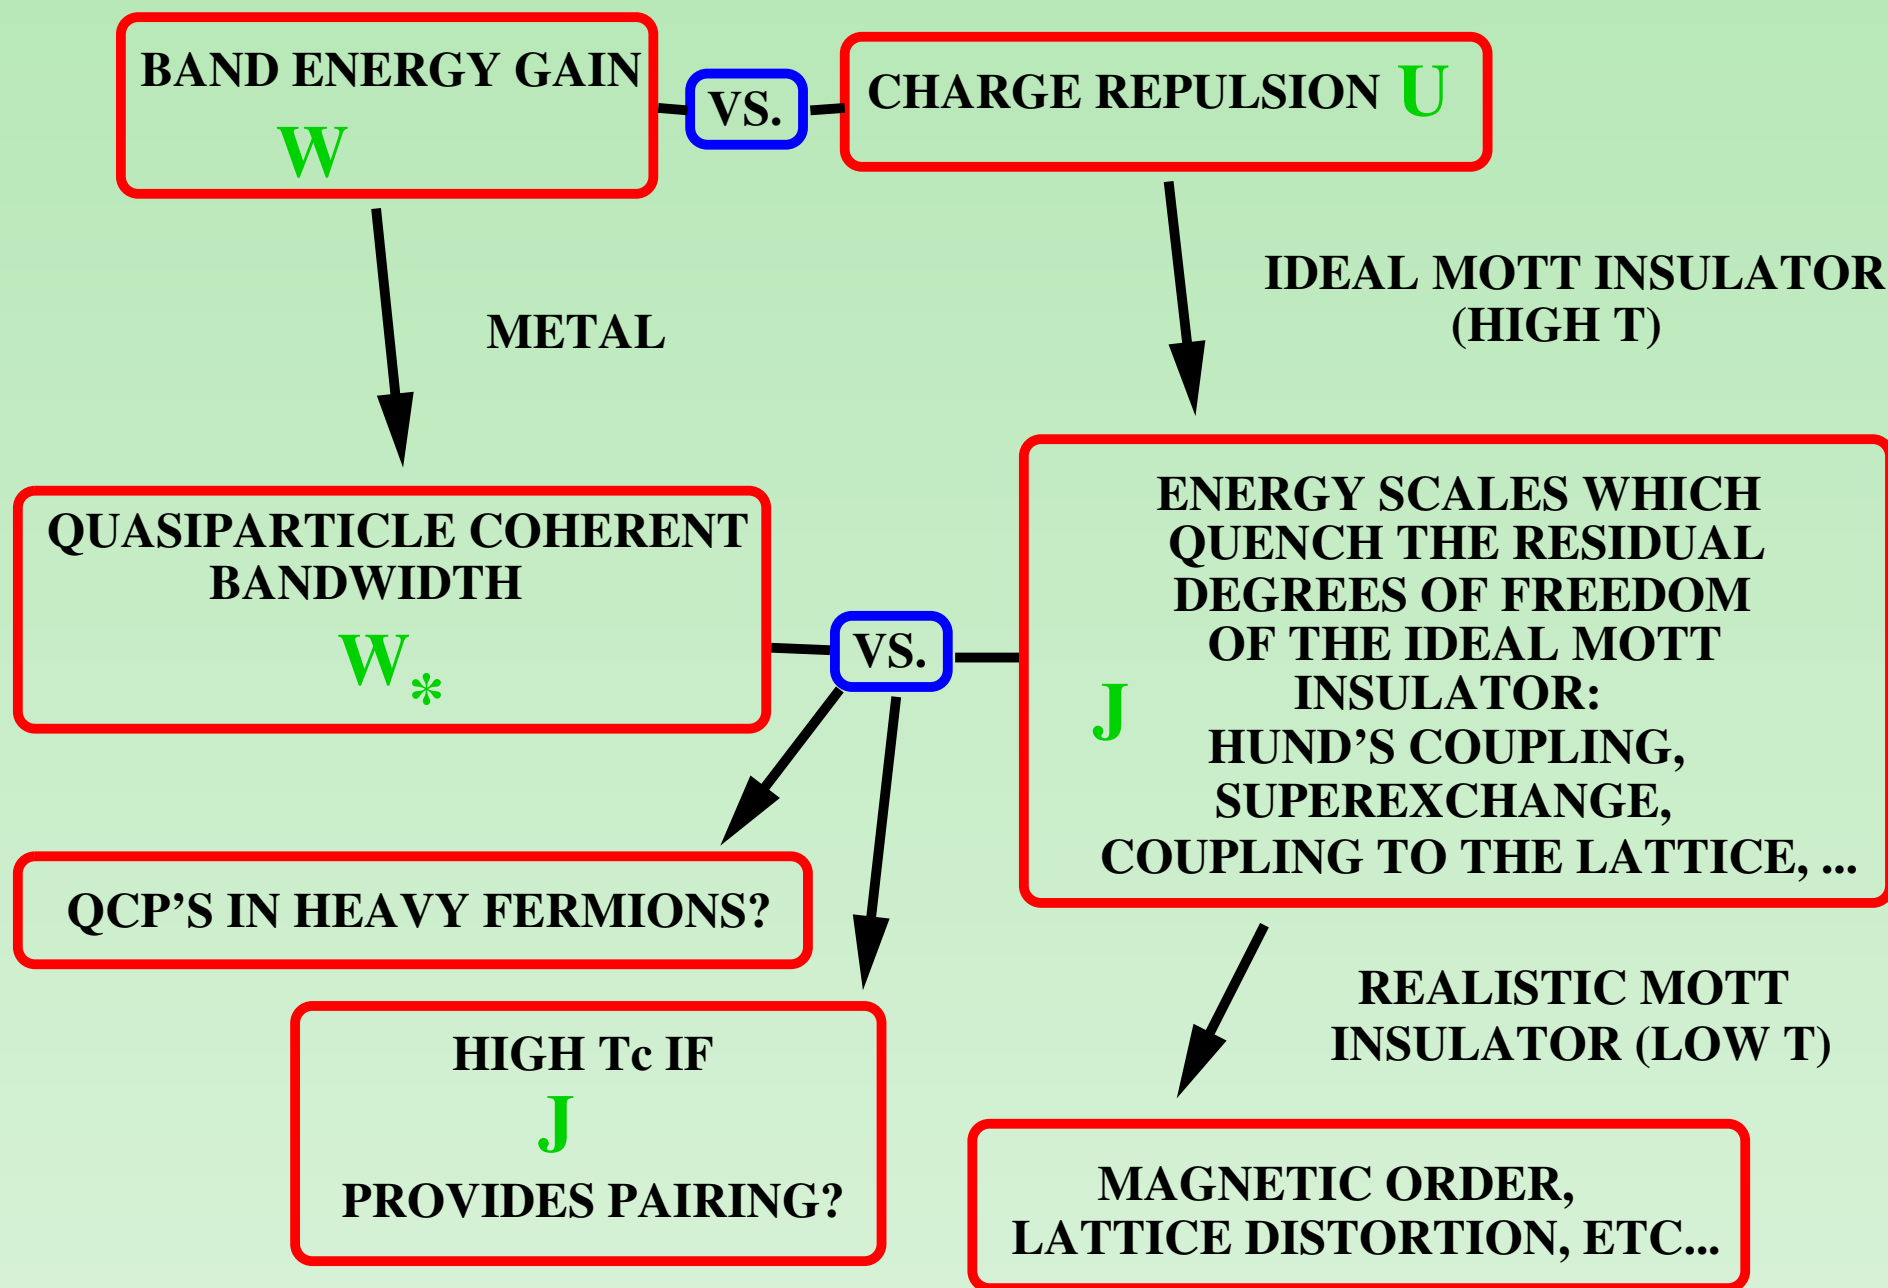 BAND ENERGY GAIN
W
VS.
CHARGE REPULSION U
METAL
IDEAL MOTT INSULATOR
(HIGH T)
QUASIPARTICLE COHERENT
BANDWIDTH
W*
VS.
ENERGY SCALES WHICH
QUENCH THE RESIDUAL
DEGREES OF FREEDOM
OF THE IDEAL MOTT
INSULATOR:
J
HUND'S COUPLING,
SUPEREXCHANGE,
COUPLING TO THE LATTICE, ...
QCP'S IN HEAVY FERMIONS?
HIGH Tc IF
J
PROVIDES PAIRING?
REALISTIC MOTT
INSULATOR (LOW T)
MAGNETIC ORDER,
LATTICE DISTORTION, ETC...